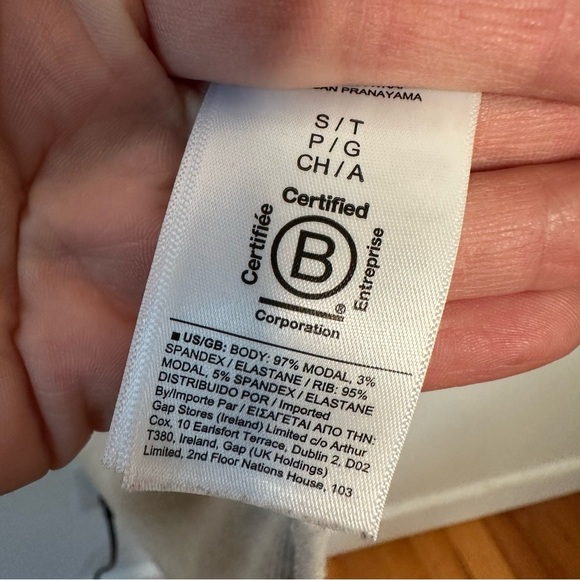 AN PRANAYAMA
S / T
P / G
CH / A
Certifiée
Certified
B
®
Entreprise
Corporation
■ US/GB: BODY: 97% MODAL, 3%
SPANDEX / ELASTANE / RIB: 95%
MODAL, 5% SPANDEX / ELASTANE
DISTRIBUIDO POR / Imported
By/Importe Par / ΕΙΣΑΓΕΤΑΙ ΑΠΟ ΤΗΝ:
Gap Stores (Ireland) Limited c/o Arthur
Cox, 10 Earlsfort Terrace, Dublin 2, D02
T380, Ireland, Gap (UK Holdings)
Limited, 2nd Floor Nations House, 103